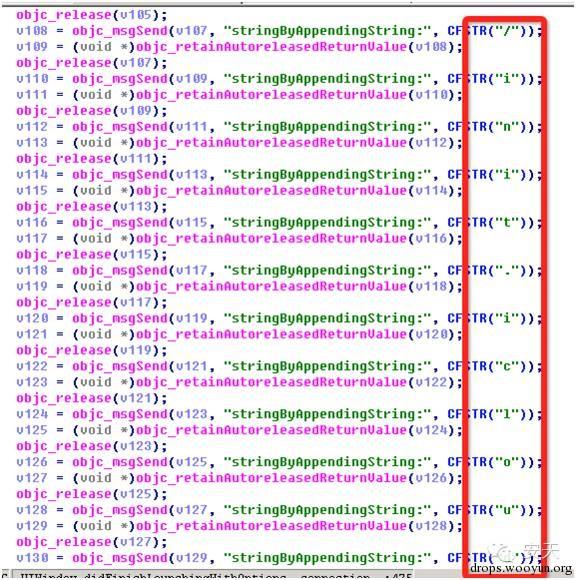 objc_release(v105);
v108 = objc_msgSend(v107, "stringByAppendingString:", CFSTR("/"));
v109 = (void *)objc_retainAutoreleasedReturnValue(v108);
objc_release(v107);
v110 = objc_msgSend(v109, "stringByAppendingString:", CFSTR("i"));
v111 = (void *)objc_retainAutoreleasedReturnValue(v110);
objc_release(v109);
v112 = objc_msgSend(v111, "stringByAppendingString:", CFSTR("n"));
v113 = (void *)objc_retainAutoreleasedReturnValue(v112);
objc_release(v111);
v114 = objc_msgSend(v113, "stringByAppendingString:", CFSTR("i"));
v115 = (void *)objc_retainAutoreleasedReturnValue(v114);
objc_release(v113);
v116 = objc_msgSend(v115, "stringByAppendingString:", CFSTR("t"));
v117 = (void *)objc_retainAutoreleasedReturnValue(v116);
objc_release(v115);
v118 = objc_msgSend(v117, "stringByAppendingString:", CFSTR("."));
v119 = (void *)objc_retainAutoreleasedReturnValue(v118);
objc_release(v117);
v120 = objc_msgSend(v119, "stringByAppendingString:", CFSTR("i"));
v121 = (void *)objc_retainAutoreleasedReturnValue(v120);
objc_release(v119);
v122 = objc_msgSend(v121, "stringByAppendingString:", CFSTR("c"));
v123 = (void *)objc_retainAutoreleasedReturnValue(v122);
objc_release(v121);
v124 = objc_msgSend(v123, "stringByAppendingString:", CFSTR("l"));
v125 = (void *)objc_retainAutoreleasedReturnValue(v124);
objc_release(v123);
v126 = objc_msgSend(v125, "stringByAppendingString:", CFSTR("o"));
v127 = (void *)objc_retainAutoreleasedReturnValue(v126);
objc_release(v125);
v128 = objc_msgSend(v127, "stringByAppendingString:", CFSTR("u"));
v129 = (void *)objc_retainAutoreleasedReturnValue(v128);
objc_release(v127);
安天
v130 = objc_msgSend(v129, "stringByAppendingString:",
drops.wooyun.org
UIWindow didFinishLaunchingWithOptions connection :475